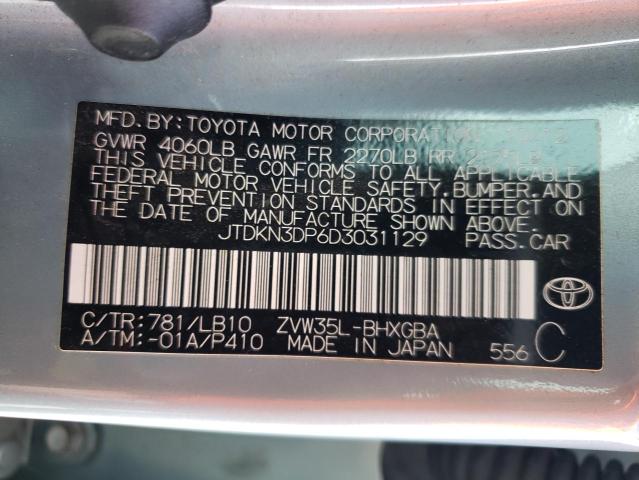 MFD.BY:TOYOTA MOTOR CORPORATION
GVWR 4060LB GAWR FR 2270LB RR
THIS VEHICLE CONFORMS TO ALL APPLICABLE
FEDERAL MOTOR VEHICLE SAFETY,BUMPER,AND
THEFT PREVENTION STANDARDS IN EFFECT ON
THE DATE OF MANUFACTURE SHOWN ABOVE.
JTDKN3DP6D3031129 PASS.CAR
C/TR:781/LB10 ZVW35L-BHXGBA
A/TM:-01A/P410 MADE IN JAPAN 556 C